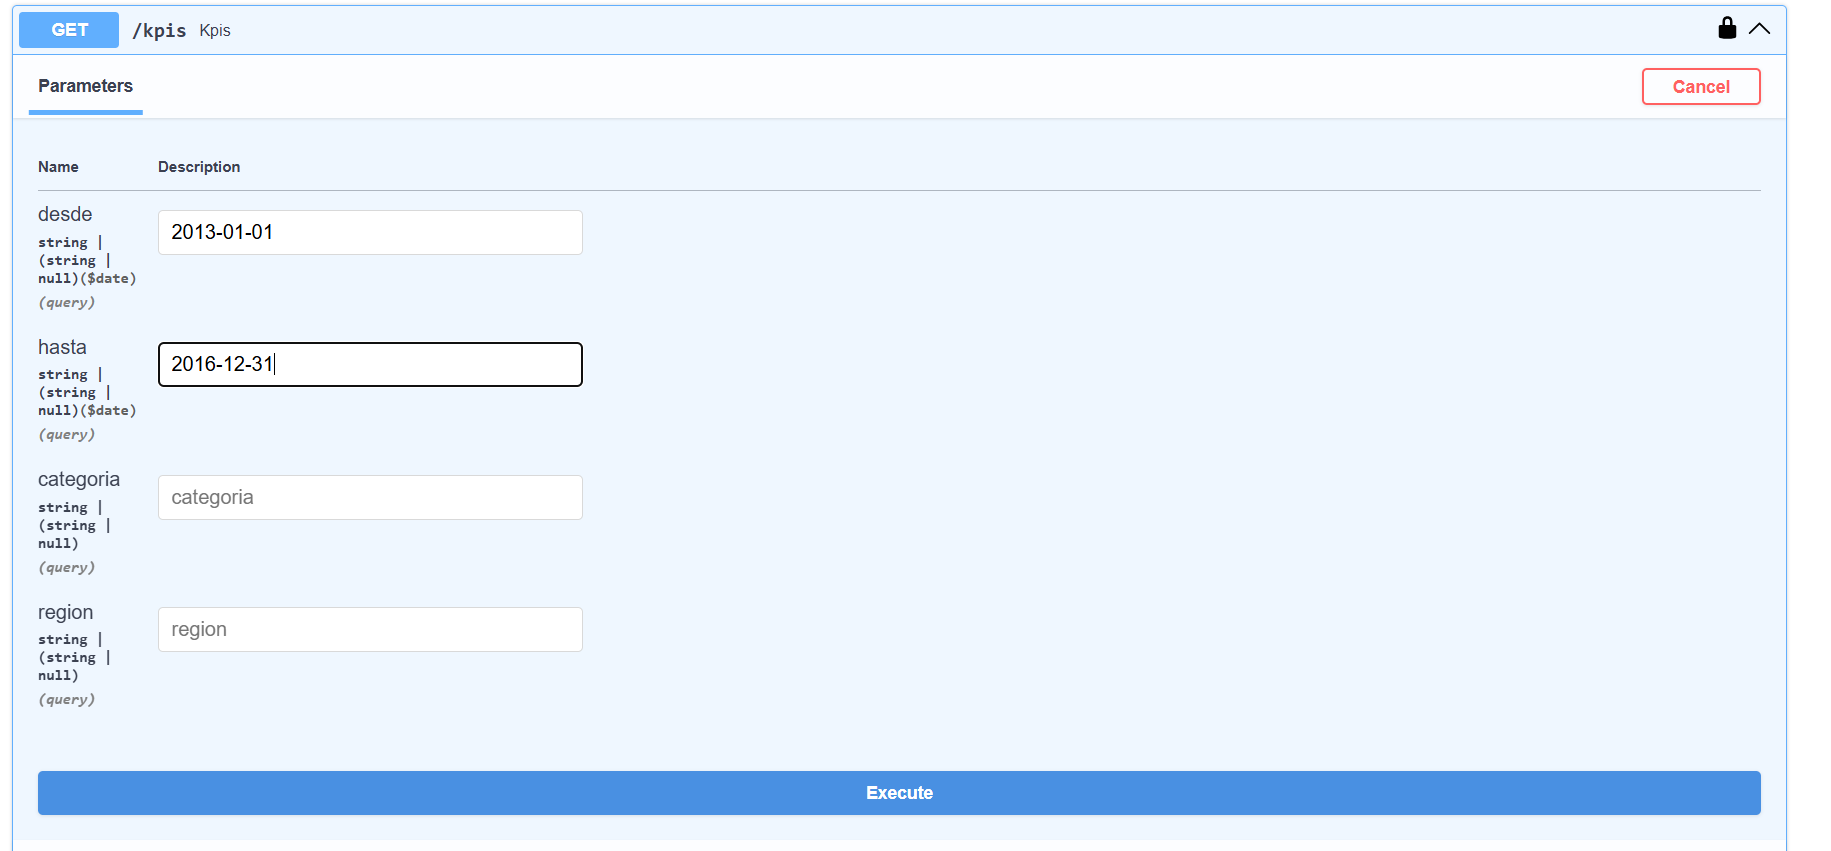 GET /kpis Kpis
Parameters
Cancel
Name Description
desde
string |
(string |
null)($date)
(query)
2013-01-01
hasta
string |
(string |
null)($date)
(query)
2016-12-31
categoria
string |
(string |
null)
(query)
categoria
region
string |
(string |
null)
(query)
region
Execute